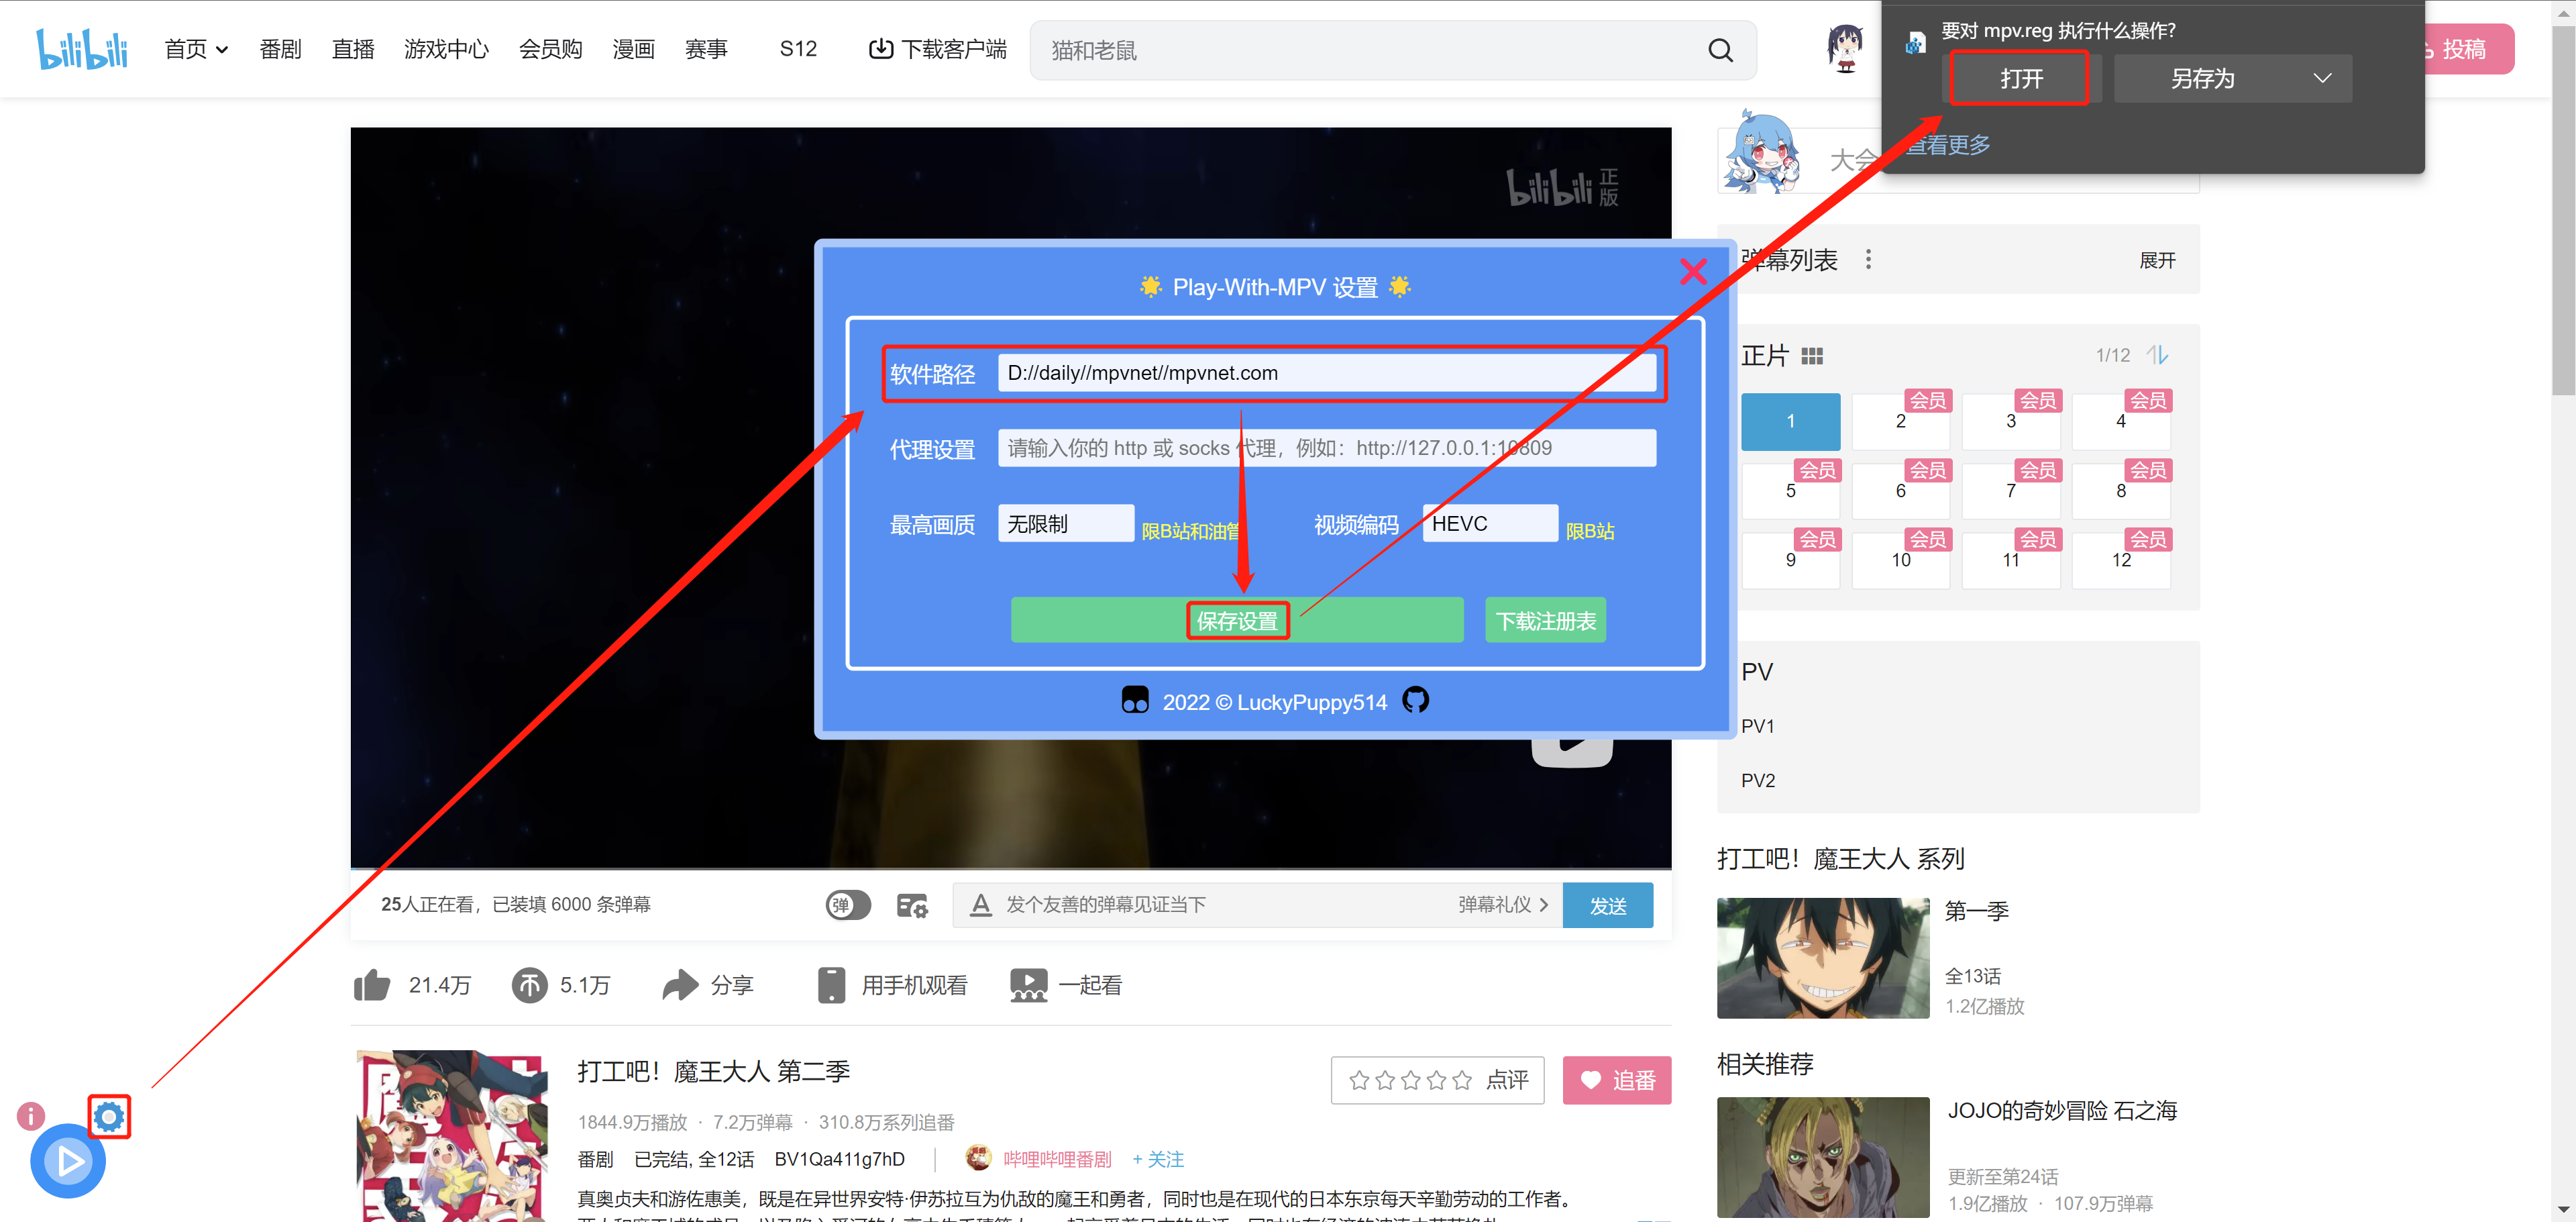 bilibili 首页 番剧 直播 游戏中心 会员购 漫画 赛事 S12 下载客户端 猫和老鼠 投稿
要对 mpv.reg 执行什么操作?
打开 另存为
查看更多
大会
bilibili 正版
弹幕列表 展开
Play-With-MPV 设置
软件路径 D://daily//mpvnet//mpvnet.com
代理设置 请输入你的 http 或 socks 代理，例如：http://127.0.0.1:10809
最高画质 无限制 限B站和油管 视频编码 HEVC 限B站
保存设置 下载注册表
2022 © LuckyPuppy514
正片 1/12
1 2 会员 3 会员 4 会员
5 会员 6 会员 7 会员 8 会员
9 会员 10 会员 11 会员 12 会员
PV
PV1
PV2
25人正在看，已装填 6000 条弹幕 弹 发个友善的弹幕见证当下 弹幕礼仪 发送
21.4万 5.1万 分享 用手机观看 一起看
打工吧！魔王大人 系列
第一季
全13话
1.2亿播放
打工吧！魔王大人 第二季 点评 追番
1844.9万播放 · 7.2万弹幕 · 310.8万系列追番
番剧 已完结, 全12话 BV1Qa411g7hD 哔哩哔哩番剧 + 关注
真奥贞夫和游佐惠美，既是在异世界安特·伊苏拉互为仇敌的魔王和勇者，同时也是在现代的日本东京每天辛勤劳动的工作者。
相关推荐
JOJO的奇妙冒险 石之海
更新至第24话
1.9亿播放 · 107.9万弹幕